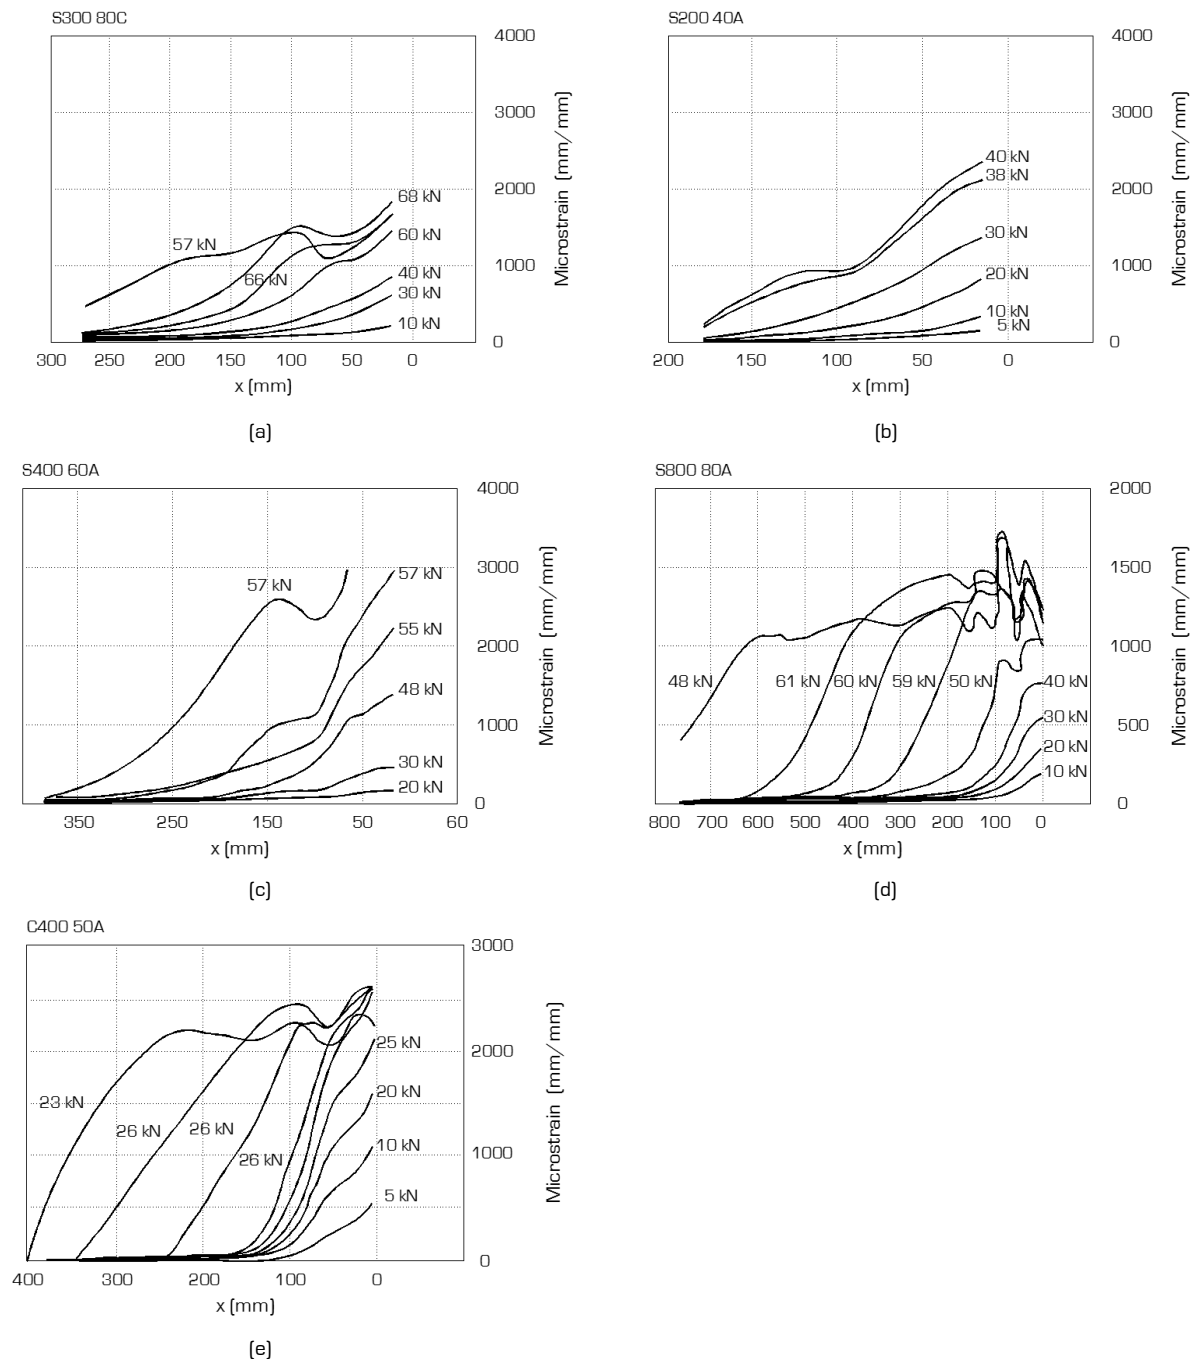 S300 80C
S200 40A
4000
3000
2000
1000
0
Microstrain (mm/mm)
68 kN
57 kN
60 kN
66 kN
40 kN
30 kN
10 kN
300 250 200 150 100 50 0
x (mm)
(a)
4000
3000
2000
1000
0
Microstrain (mm/mm)
40 kN
38 kN
30 kN
20 kN
10 kN
5 kN
200 150 100 50 0
x (mm)
(b)
S400 60A
4000
3000
2000
1000
0
Microstrain (mm/mm)
57 kN
57 kN
55 kN
48 kN
30 kN
20 kN
350 250 150 50 60
x (mm)
(c)
S800 80A
2000
1500
1000
500
0
Microstrain (mm/mm)
48 kN 61 kN 60 kN 59 kN 50 kN 40 kN
30 kN
20 kN
10 kN
800 700 600 500 400 300 200 100 0
x (mm)
(d)
C400 50A
3000
2000
1000
0
Microstrain (mm/mm)
25 kN
20 kN
23 kN
26 kN
26 kN
26 kN
10 kN
5 kN
400 300 200 100 0
x (mm)
(e)